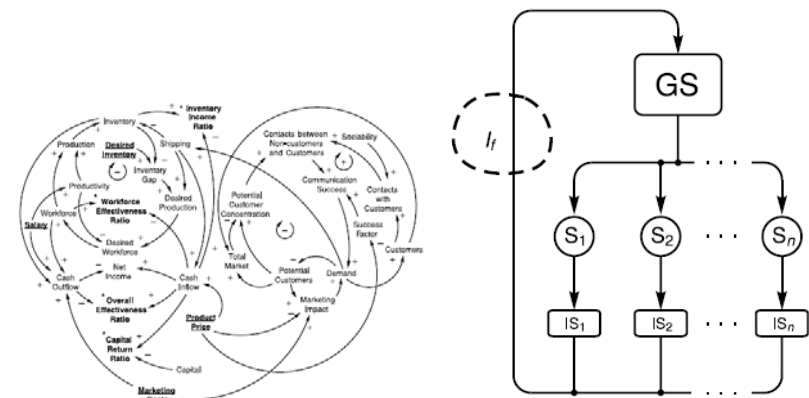 Inventory
* Inventory
Income
Ratio
Production
Desired
Inventory
Shipping
Inventory
Gap
Productivity
Desired
Production
* Workforce
Effectiveness
Ratio
Workforce
Salary
Desired
Workforce
Net
Income
Cash
Outflow
Cash
Inflow
* Overall
Effectiveness
Ratio
Product
Price
* Capital
Return
Ratio
Capital
Marketing
Contacts between
Non-customers
and Customers
Sociability
Communication
Success
Contacts
with
Customers
Potential
Customer
Concentration
Success
Factor
Customers
Total
Market
Potential
Customers
Demand
Marketing
Impact
GS
I_f
S₁
S₂
· · ·
Sₙ
IS₁
IS₂
· · ·
ISₙ